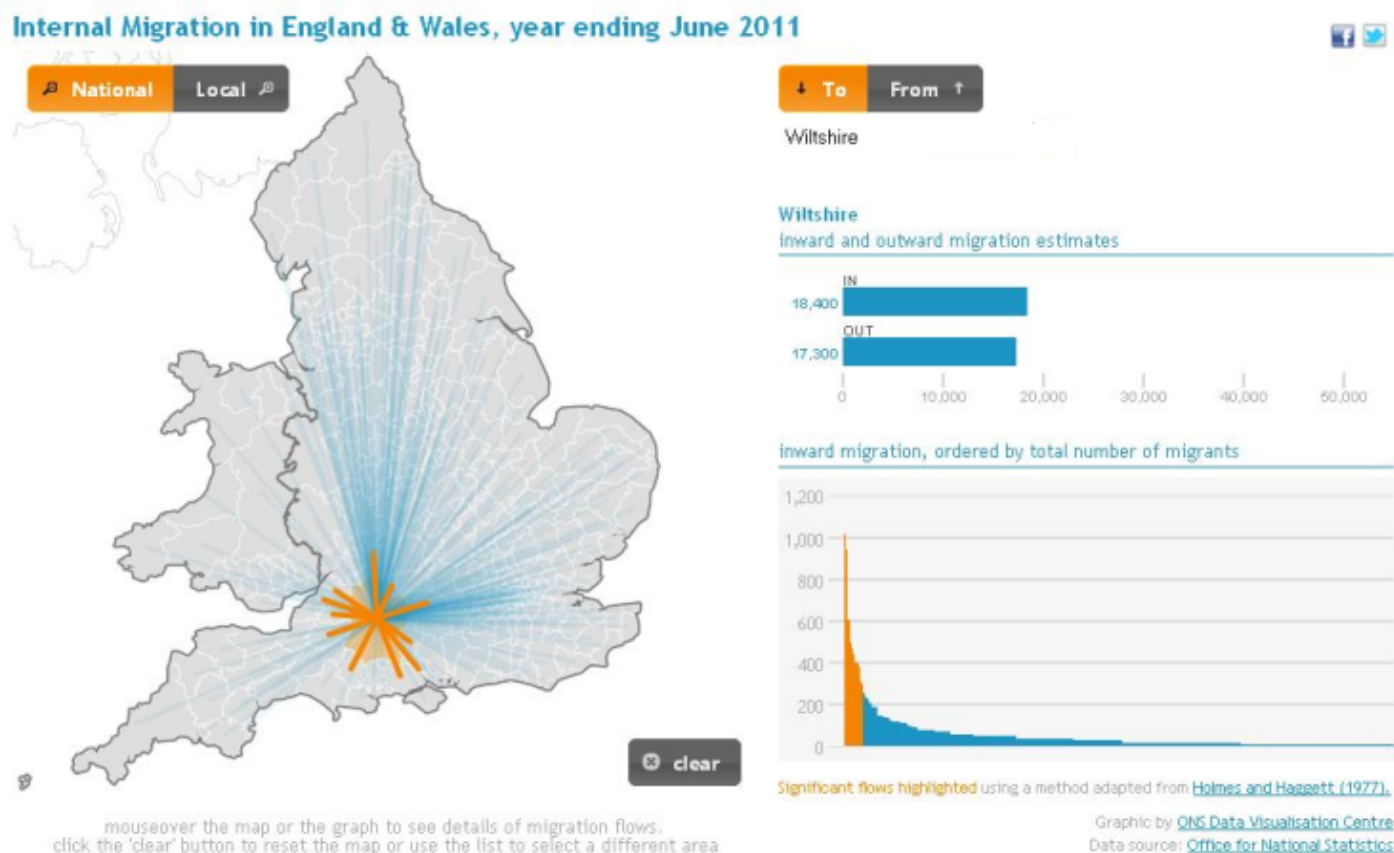 Internal Migration in England & Wales, year ending June 2011
National
Local
To
From
Wiltshire
Wiltshire
inward and outward migration estimates
IN
18,400
OUT
17,300
0 10,000 20,000 30,000 40,000 50,000
inward migration, ordered by total number of migrants
1,200
1,000
800
600
400
200
0
clear
Significant flows highlighted using a method adapted from Holmes and Haggett (1977).
mouseover the map or the graph to see details of migration flows.
click the 'clear' button to reset the map or use the list to select a different area
Graphic by ONS Data Visualisation Centre
Data source: Office for National Statistics